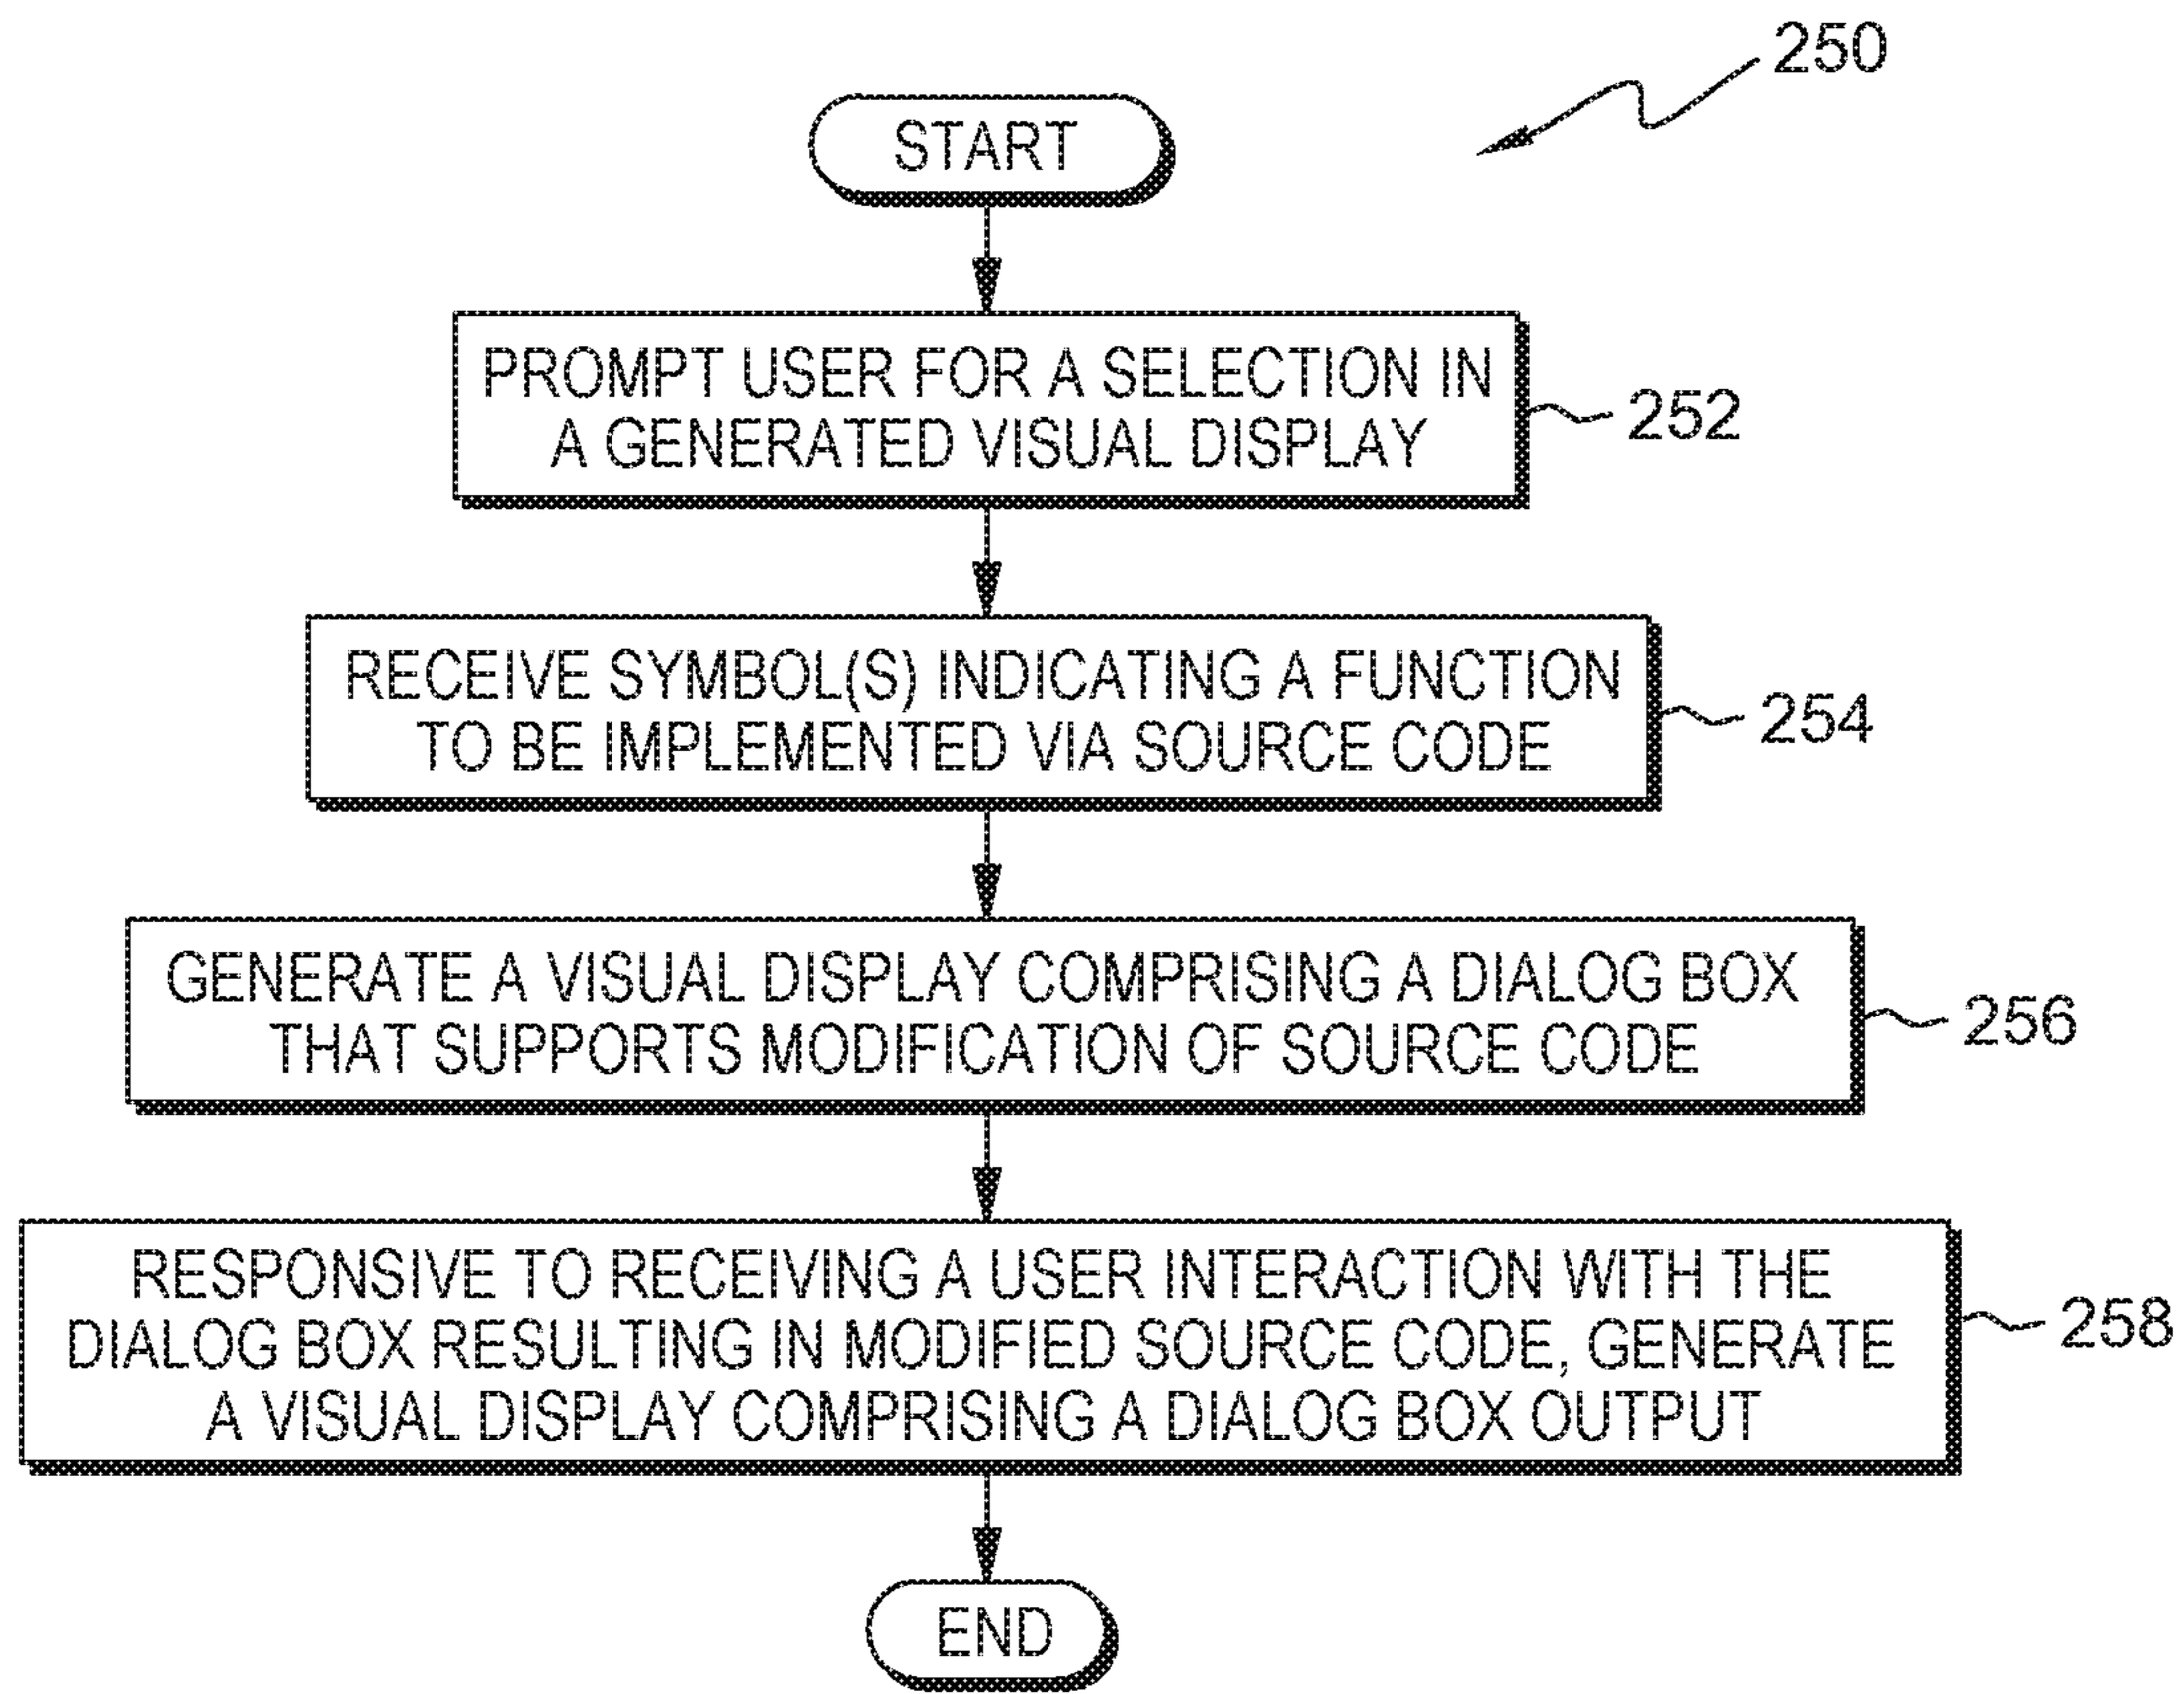 250
START
PROMPT USER FOR A SELECTION IN
A GENERATED VISUAL DISPLAY
252
RECEIVE SYMBOL(S) INDICATING A FUNCTION
TO BE IMPLEMENTED VIA SOURCE CODE
254
GENERATE A VISUAL DISPLAY COMPRISING A DIALOG BOX
THAT SUPPORTS MODIFICATION OF SOURCE CODE
256
RESPONSIVE TO RECEIVING A USER INTERACTION WITH THE
DIALOG BOX RESULTING IN MODIFIED SOURCE CODE, GENERATE
A VISUAL DISPLAY COMPRISING A DIALOG BOX OUTPUT
258
END